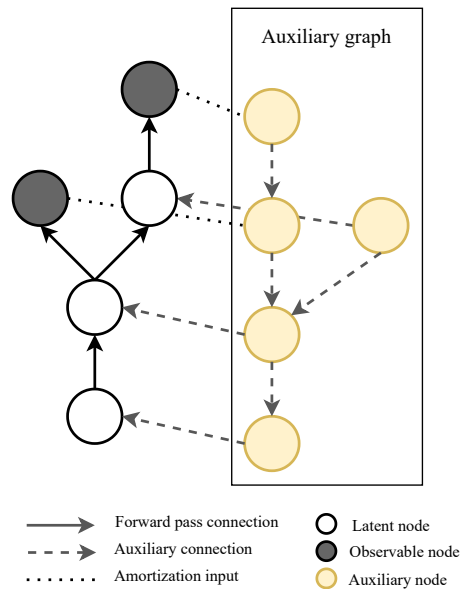 Auxiliary graph
Forward pass connection
Auxiliary connection
Amortization input
Latent node
Observable node
Auxiliary node